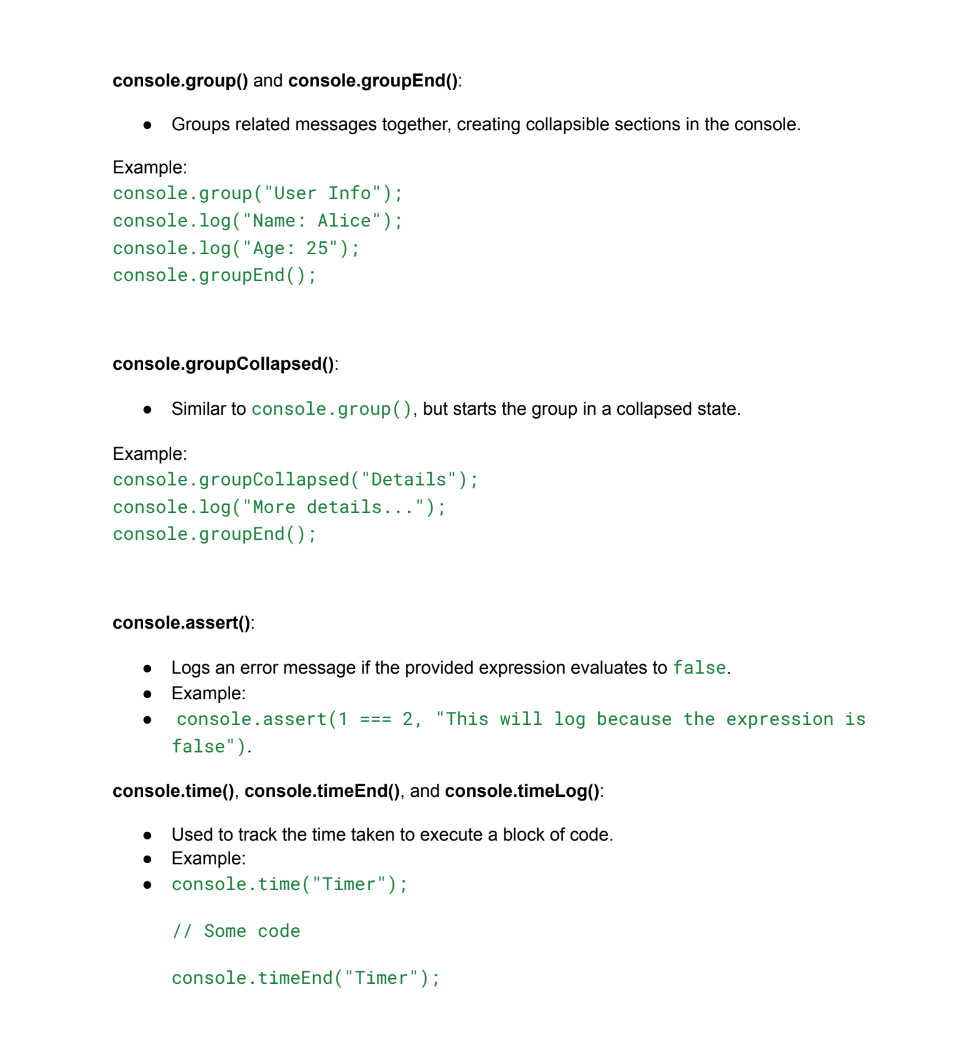 console.group() and console.groupEnd():
● Groups related messages together, creating collapsible sections in the console.
Example:
console.group("User Info");
console.log("Name: Alice");
console.log("Age: 25");
console.groupEnd();
console.groupCollapsed():
● Similar to console.group(), but starts the group in a collapsed state.
Example:
console.groupCollapsed("Details");
console.log("More details...");
console.groupEnd();
console.assert():
● Logs an error message if the provided expression evaluates to false.
● Example:
● console.assert(1 === 2, "This will log because the expression is
false").
console.time(), console.timeEnd(), and console.timeLog():
● Used to track the time taken to execute a block of code.
● Example:
● console.time("Timer");
// Some code
console.timeEnd("Timer");